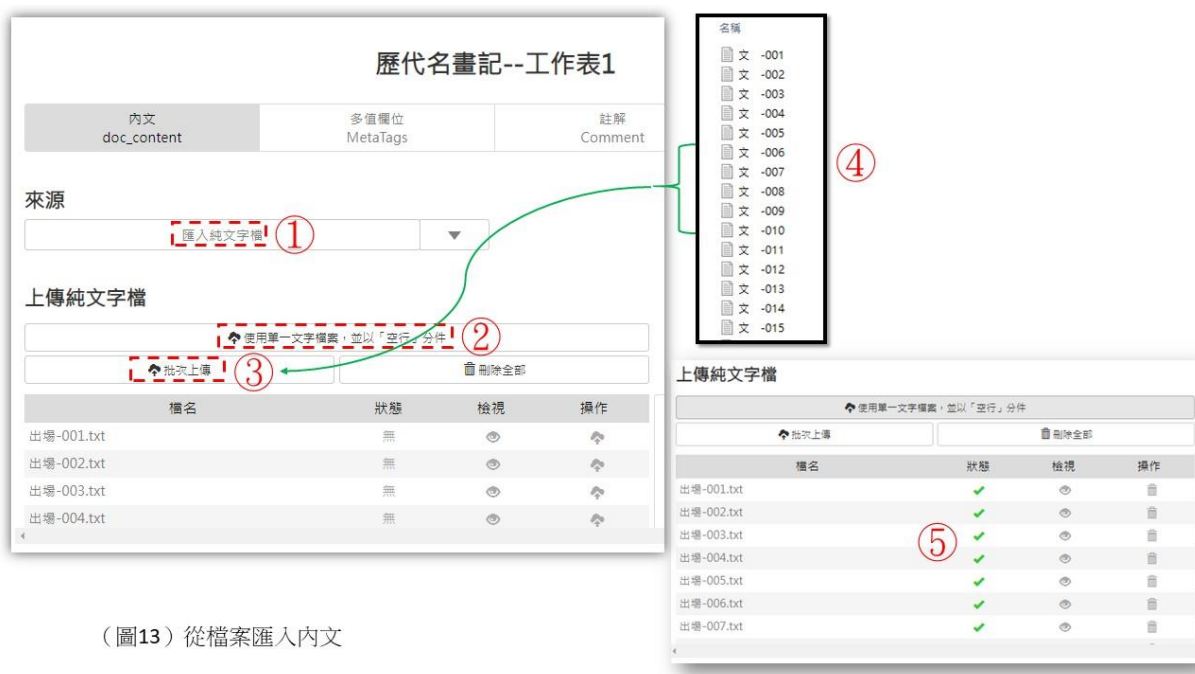 歷代名畫記--工作表1
內文 多值欄位 註解
doc_content MetaTags Comment
來源
匯入純文字檔 ①
上傳純文字檔
使用單一文字檔案,並以「空行」分件 ②
批次上傳 ③ 刪除全部
檔名 狀態 檢視 操作
出場-001.txt 無
出場-002.txt 無
出場-003.txt 無
出場-004.txt 無
名稱
文 -001
文 -002
文 -003
文 -004
文 -005
文 -006
文 -007
文 -008
文 -009
文 -010
文 -011
文 -012
文 -013
文 -014
文 -015
④
上傳純文字檔
使用單一文字檔案,並以「空行」分件
批次上傳 刪除全部
檔名 狀態 檢視 操作
出場-001.txt
出場-002.txt
出場-003.txt
出場-004.txt
出場-005.txt
出場-006.txt
出場-007.txt
⑤
(圖13)從檔案匯入內文